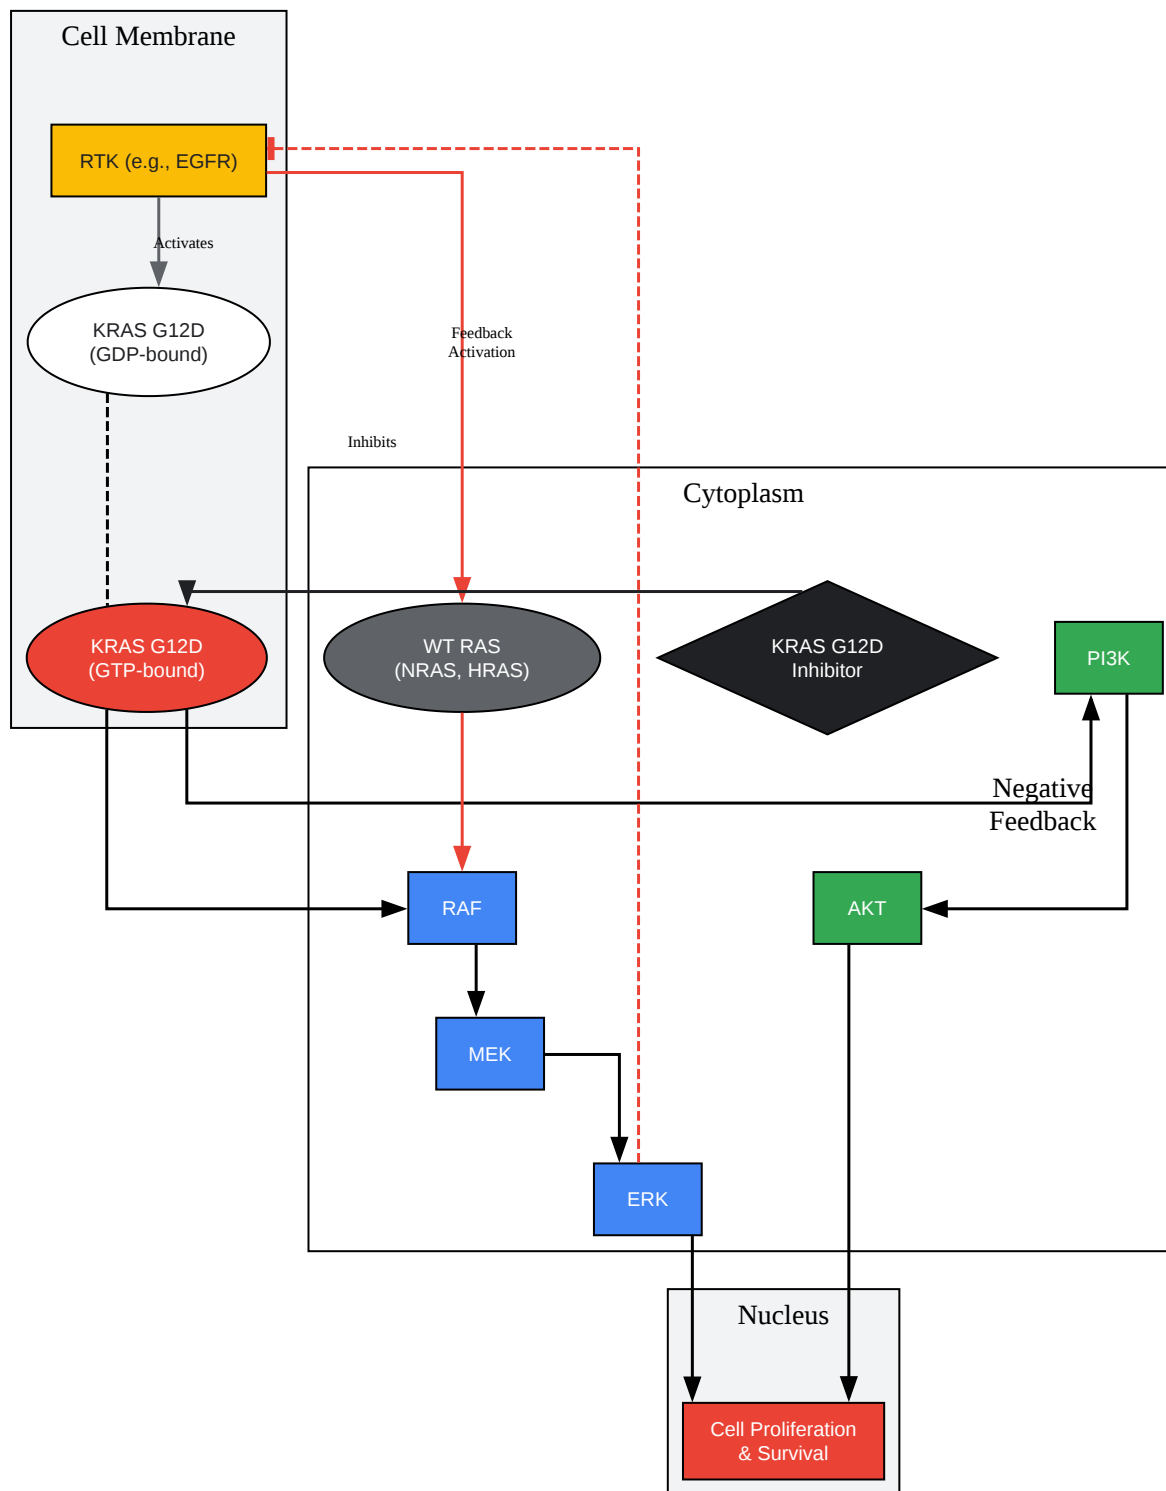 Cell Membrane
RTK (e.g., EGFR)
Activates
KRAS G12D
(GDP-bound)
Feedback
Activation
Inhibits
Cytoplasm
KRAS G12D
(GTP-bound)
WT RAS
(NRAS, HRAS)
KRAS G12D
Inhibitor
PI3K
Negative
Feedback
RAF
AKT
MEK
ERK
Nucleus
Cell Proliferation
& Survival